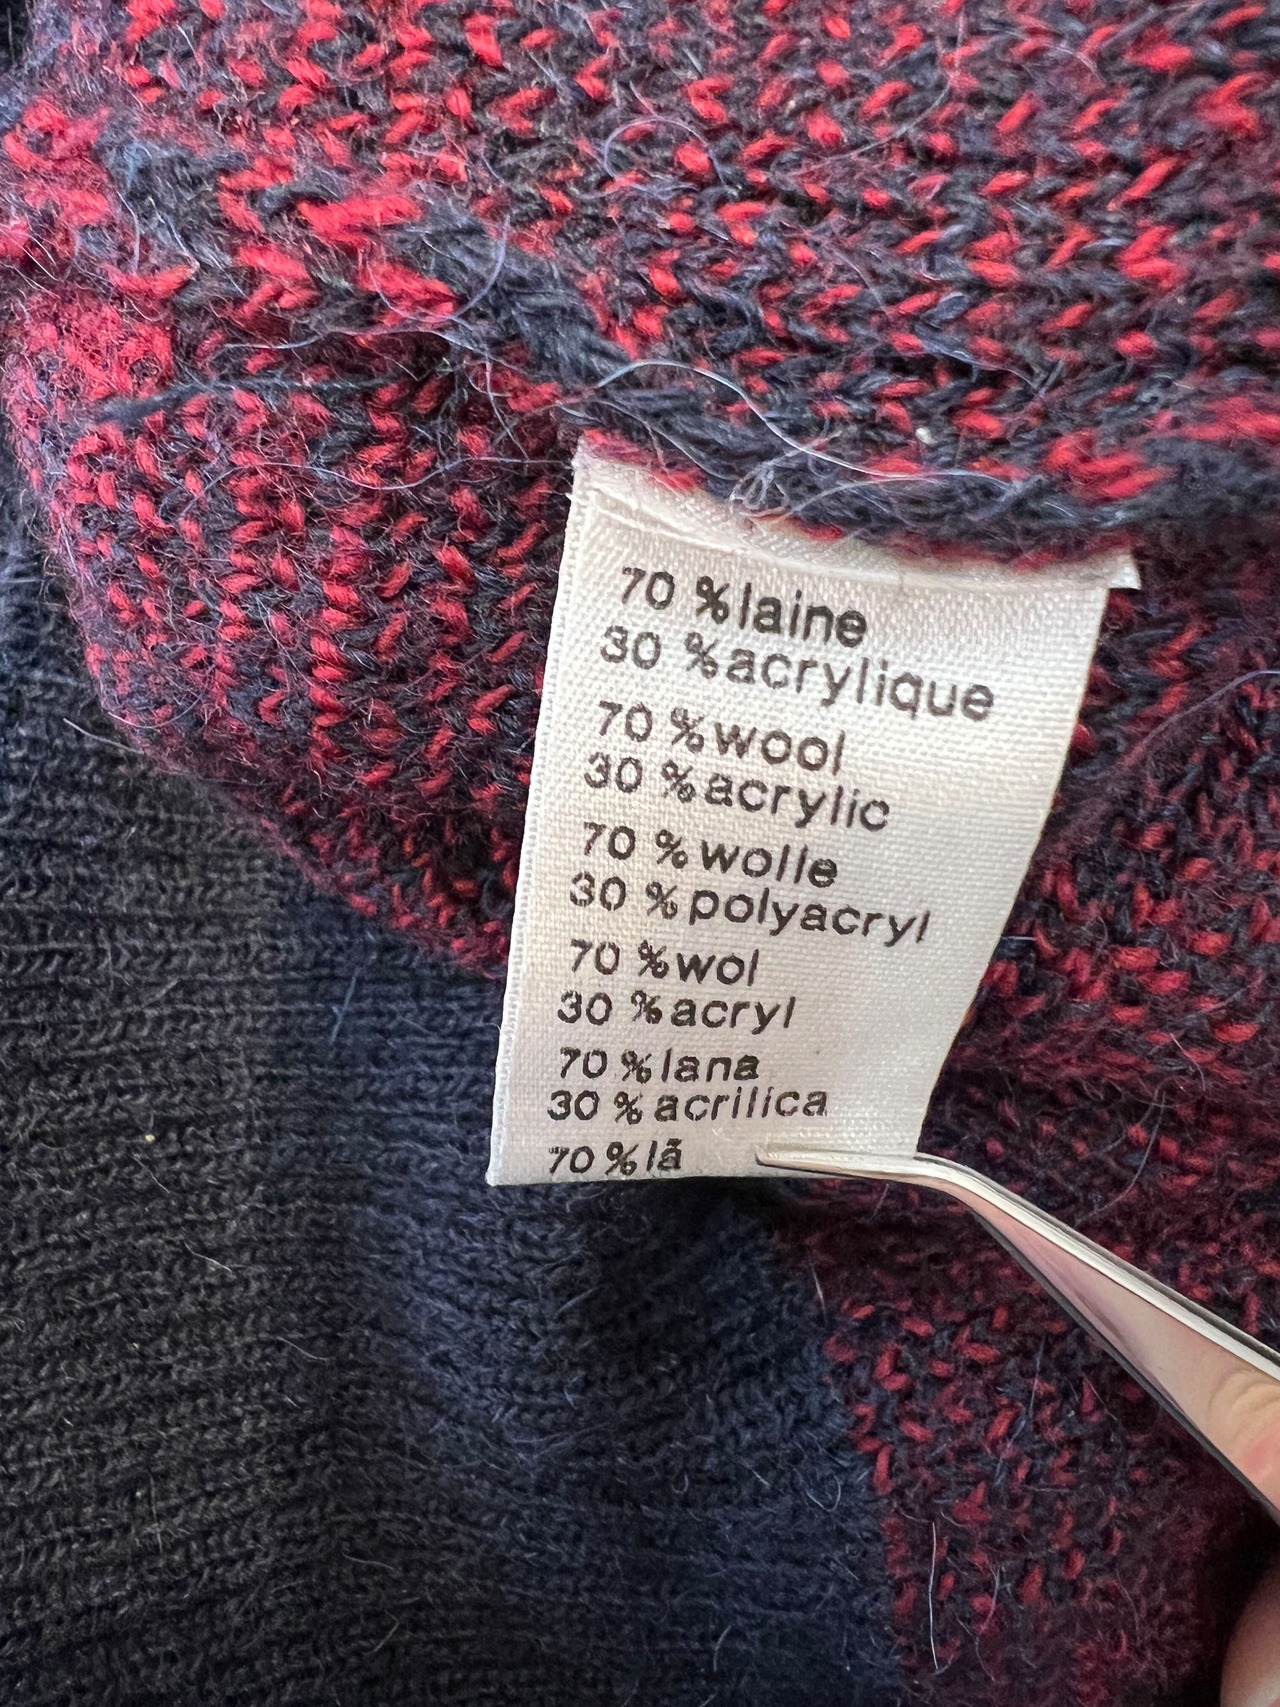 70 % laine
30 % acrylique
70 % wool
30 % acrylic
70 % wolle
30 % polyacryl
70 % wol
30 % acryl
70 % lana
30 % acrilica
70 % lã